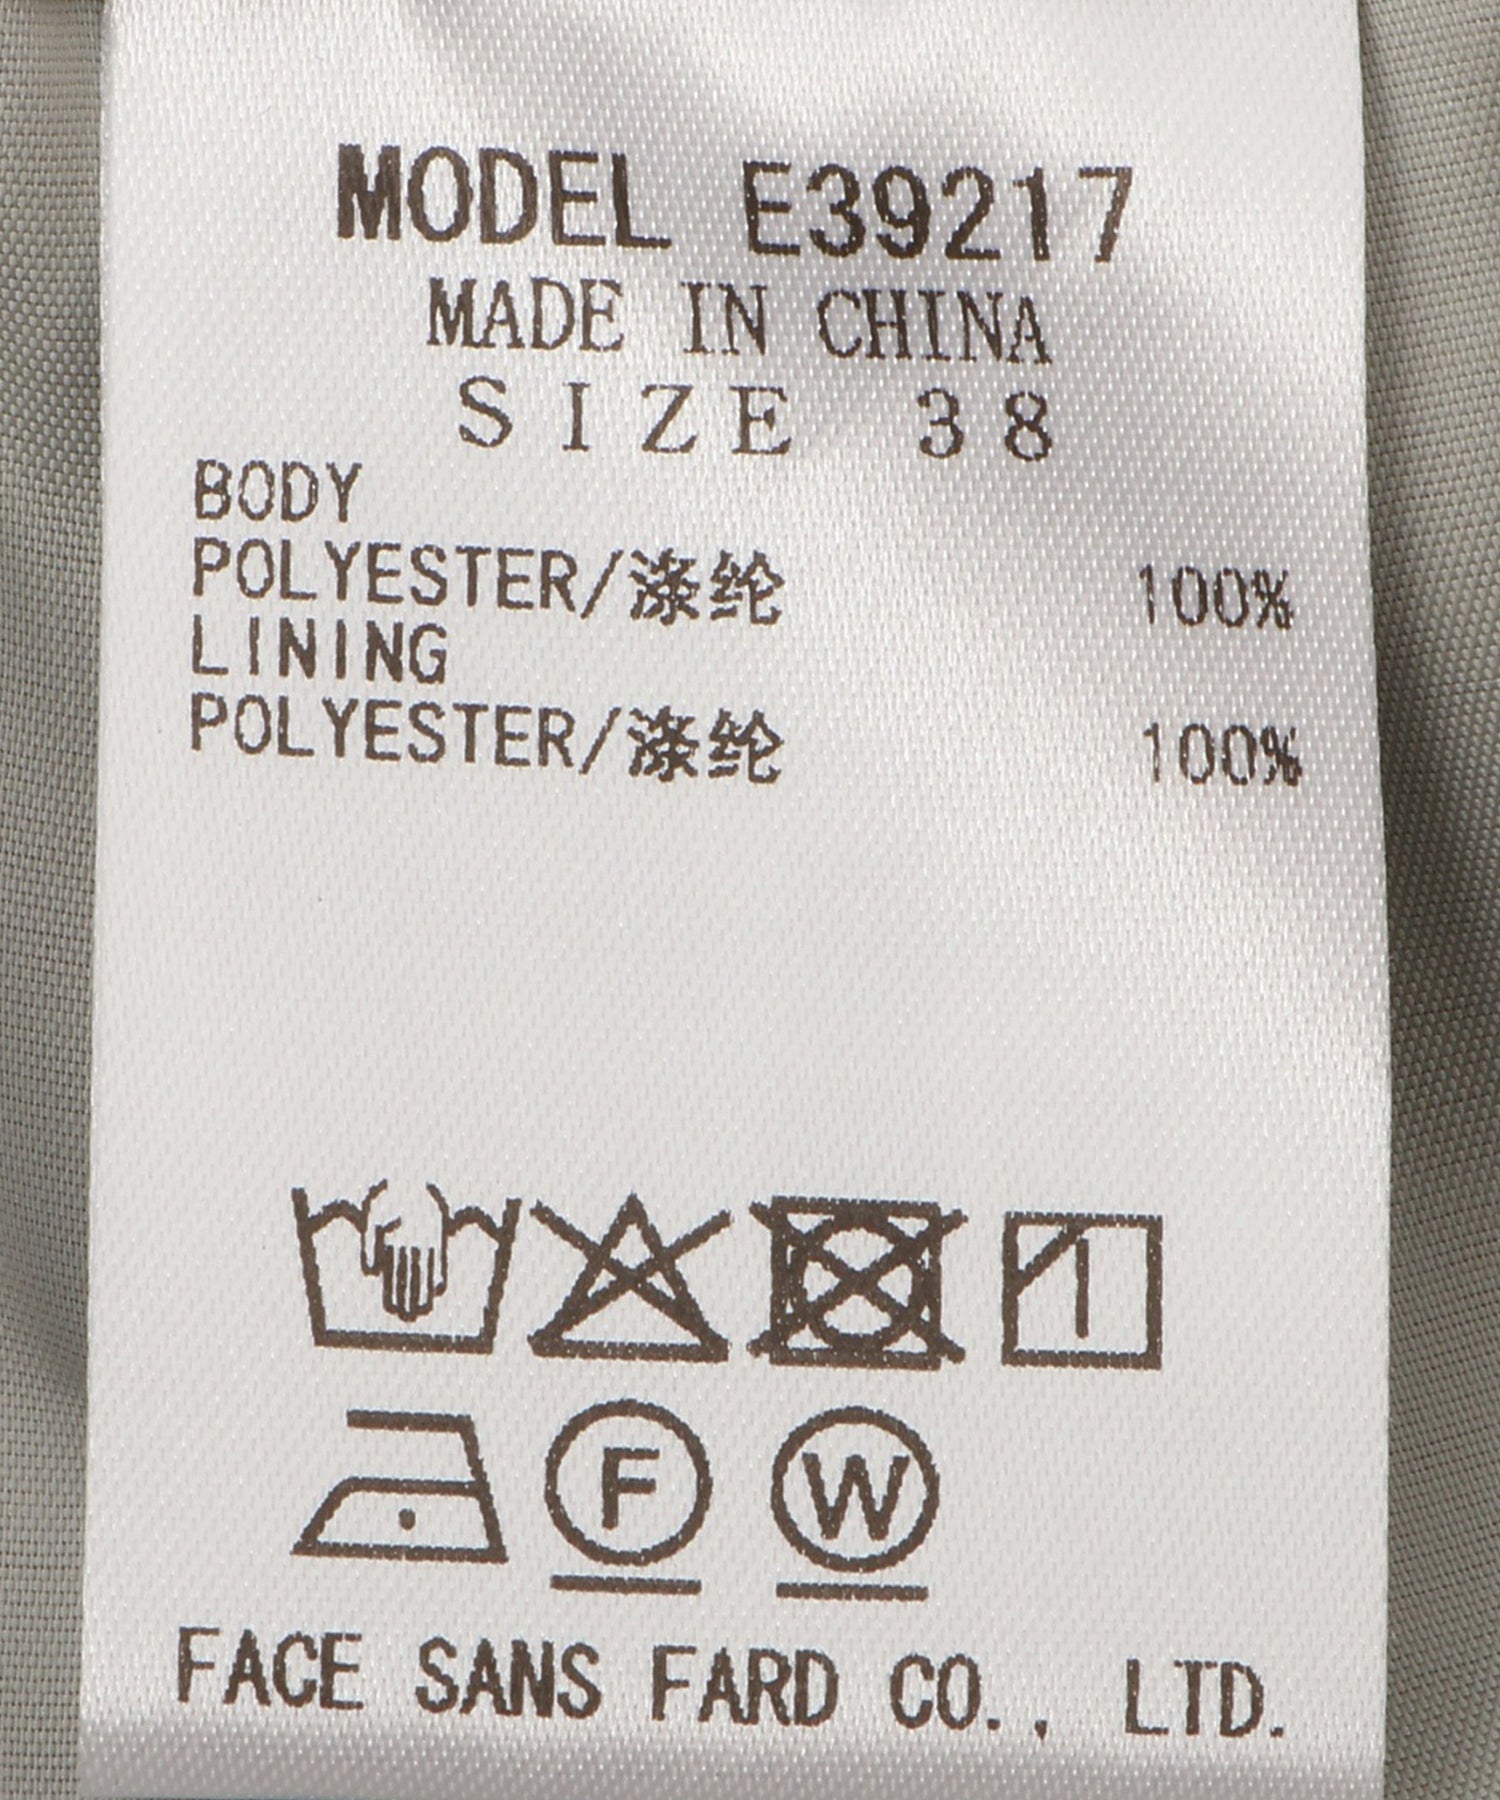 MODEL E39217
MADE IN CHINA
SIZE 38
BODY
POLYESTER/涤纶 100%
LINING
POLYESTER/涤纶 100%
F W
FACE SANS FARD CO., LTD.